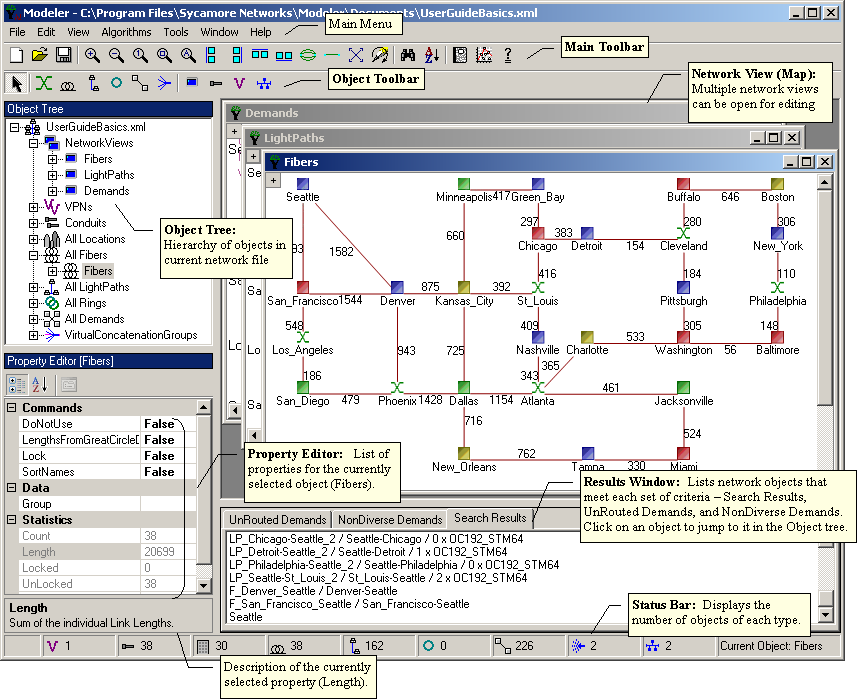 Modeler - C:\Program Files\Sycamore Networks\Modeler\Documents\UserGuideBasics.xml
File Edit View Algorithms Tools Window Help
Main Menu
Main Toolbar
Object Toolbar
Network View (Map):
Multiple network views
can be open for editing
Object Tree
UserGuideBasics.xml
NetworkViews
Fibers
LightPaths
Demands
VPNs
Conduits
All Locations
All Fibers
Fibers
All LightPaths
All Rings
All Demands
VirtualConcatenationGroups
Object Tree:
Hierarchy of objects in
current network file
Demands
LightPaths
Fibers
Seattle
Minneapolis 417 Green_Bay
Buffalo 646 Boston
297 280 306
1582 660 93
Chicago 383 Detroit 154 Cleveland New_York
416 184 110
San_Francisco 1544 Denver 875 Kansas_City 392 St_Louis Pittsburgh Philadelphia
548 409 305 148
Los_Angeles 943 725 Nashville Charlotte 533 Washington 56 Baltimore
186 343 365
San_Diego 479 Phoenix 1428 Dallas 1154 Atlanta 461 Jacksonville
716 524
New_Orleans 762 Tampa 330 Miami
Property Editor [Fibers]
Commands
DoNotUse False
LengthsFromGreatCircleD False
Lock False
SortNames False
Data
Group
Statistics
Count 38
Length 20699
Locked 0
UnLocked 38
Length
Sum of the individual Link Lengths.
Property Editor: List of
properties for the currently
selected object (Fibers).
Results Window: Lists network objects that
meet each set of criteria – Search Results,
UnRouted Demands, and NonDiverse Demands.
Click on an object to jump to it in the Object tree.
UnRouted Demands NonDiverse Demands Search Results
LP_Chicago-Seattle_2 / Seattle-Chicago / 0 x OC192_STM64
LP_Detroit-Seattle_2 / Seattle-Detroit / 1 x OC192_STM64
LP_Philadelphia-Seattle_2 / Seattle-Philadelphia / 0 x OC192_STM64
LP_Seattle-St_Louis_2 / St_Louis-Seattle / 2 x OC192_STM64
F_Denver_Seattle / Denver-Seattle
F_San_Francisco_Seattle / San_Francisco-Seattle
Seattle
Status Bar: Displays the
number of objects of each type.
1 38 30 38 162 0 226 2 2 Current Object: Fibers
Description of the currently
selected property (Length).